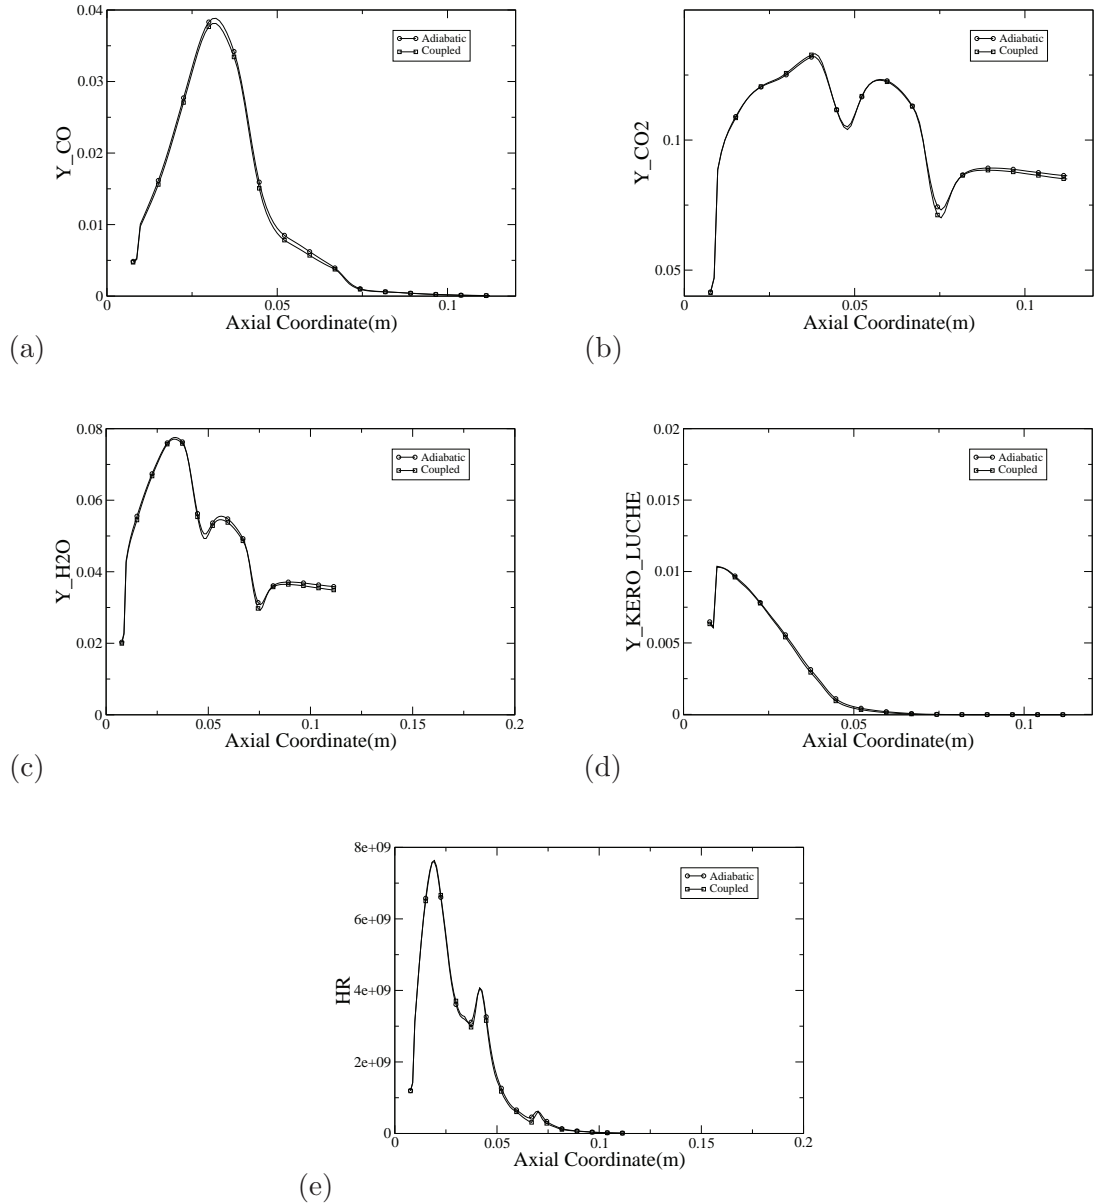 0.04
0.03
0.02
0.01
0
Y_CO
0 0.05 0.1
Axial Coordinate(m)
Adiabatic
Coupled
(a)
0.1
0.05
Y_CO2
0 0.05 0.1
Axial Coordinate(m)
Adiabatic
Coupled
(b)
0.08
0.06
0.04
0.02
0
Y_H2O
0 0.05 0.1 0.15 0.2
Axial Coordinate(m)
Adiabatic
Coupled
(c)
0.02
0.015
0.01
0.005
0
Y_KERO_LUCHE
0 0.05 0.1
Axial Coordinate(m)
Adiabatic
Coupled
(d)
8e+09
6e+09
4e+09
2e+09
0
HR
0 0.05 0.1 0.15 0.2
Axial Coordinate(m)
Adiabatic
Coupled
(e)